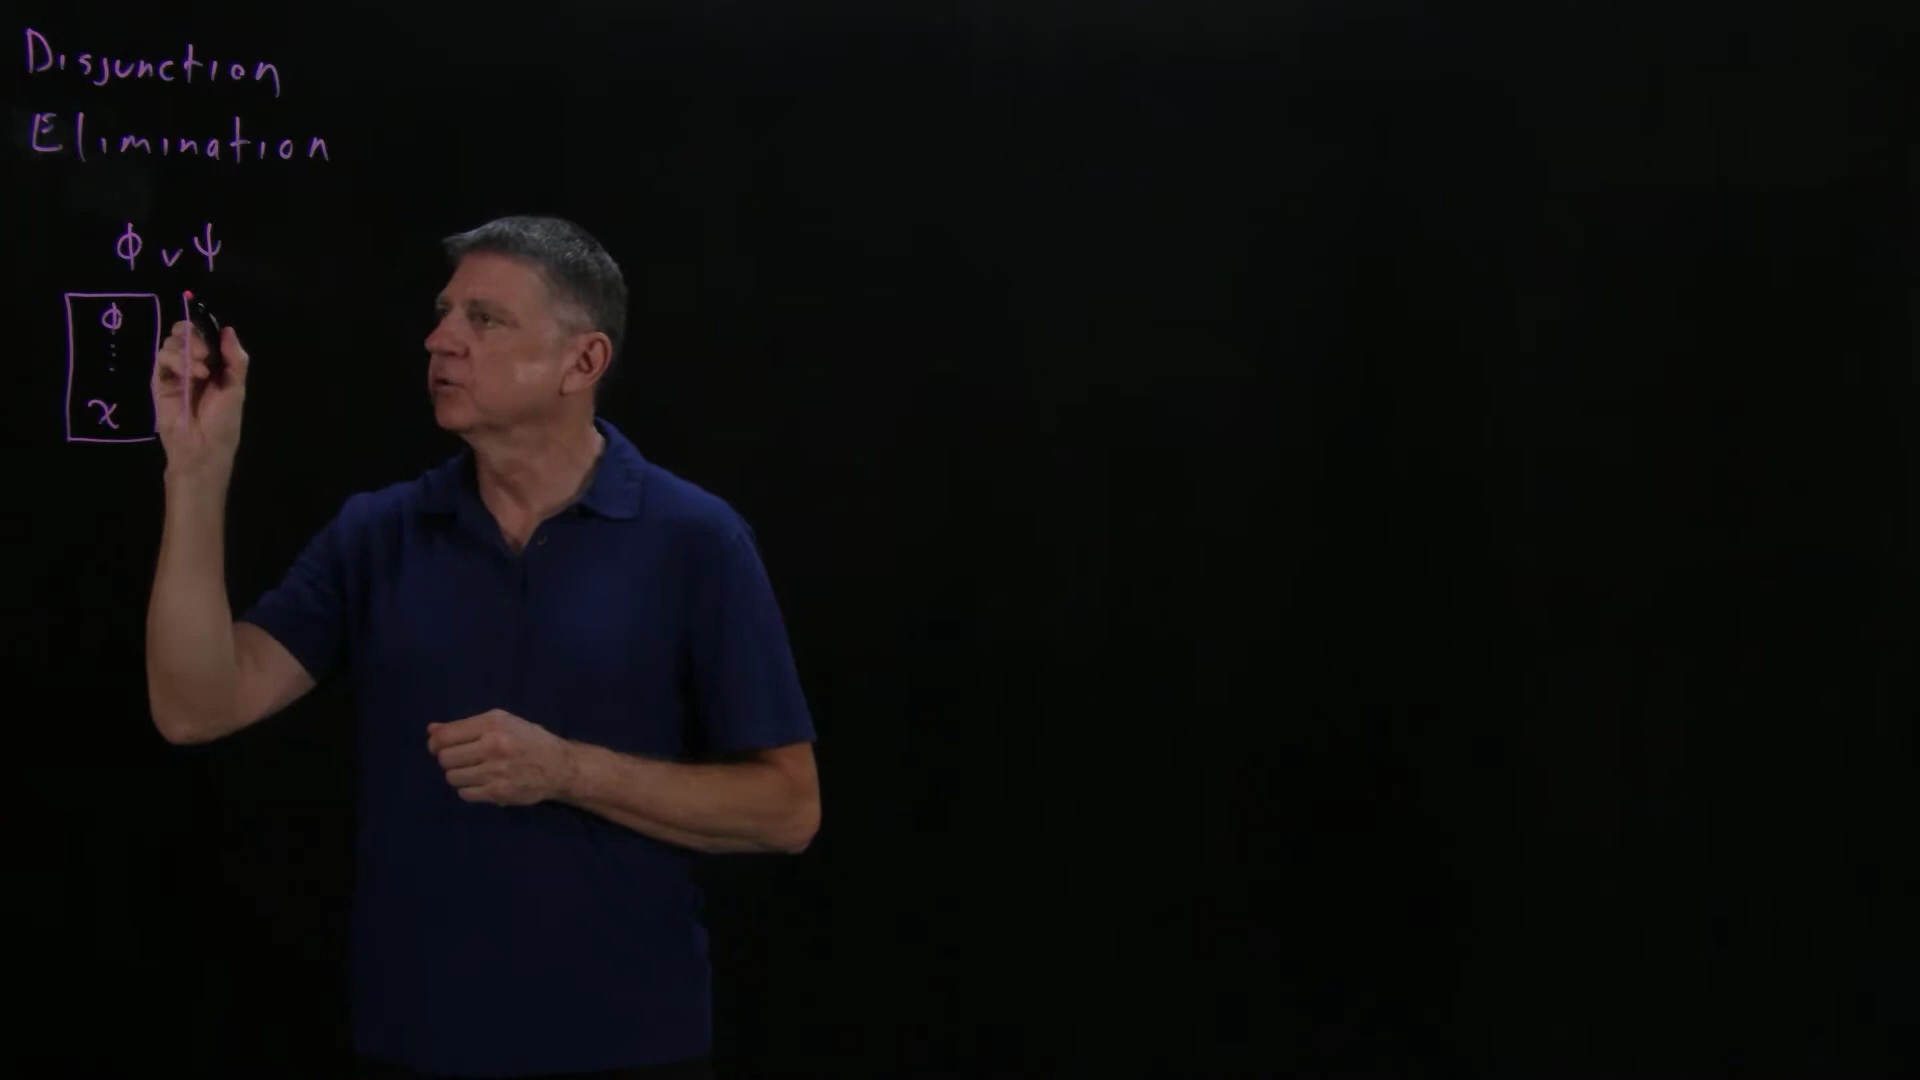 Disjunction
Elimination
ϕ ∨ ψ
ϕ
⋮
χ